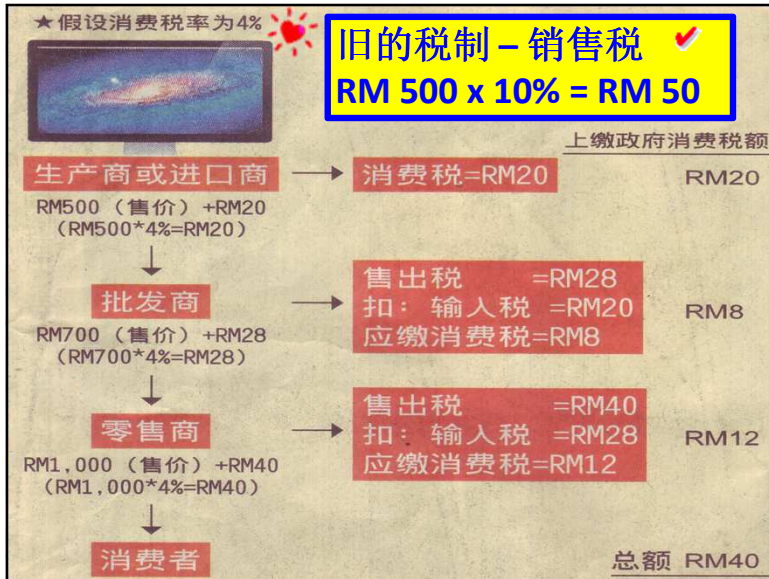 ★假设消费税率为4%
旧的税制 – 销售税
RM 500 x 10% = RM 50
上缴政府消费税额
生产商或进口商
消费税=RM20
RM20
RM500 (售价) +RM20
(RM500*4%=RM20)
批发商
售出税 =RM28
扣: 输入税 =RM20
应缴消费税=RM8
RM8
RM700 (售价) +RM28
(RM700*4%=RM28)
零售商
售出税 =RM40
扣: 输入税 =RM28
应缴消费税=RM12
RM12
RM1,000 (售价) +RM40
(RM1,000*4%=RM40)
消费者
总额 RM40